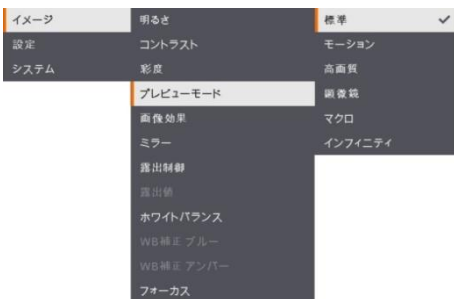 イメージ
設定
システム
明るさ
コントラスト
彩度
プレビューモード
画像効果
ミラー
露出制御
露出値
ホワイトバランス
WB補正 ブルー
WB補正 アンバー
フォーカス
標準
モーション
高画質
顕微鏡
マクロ
インフィニティ